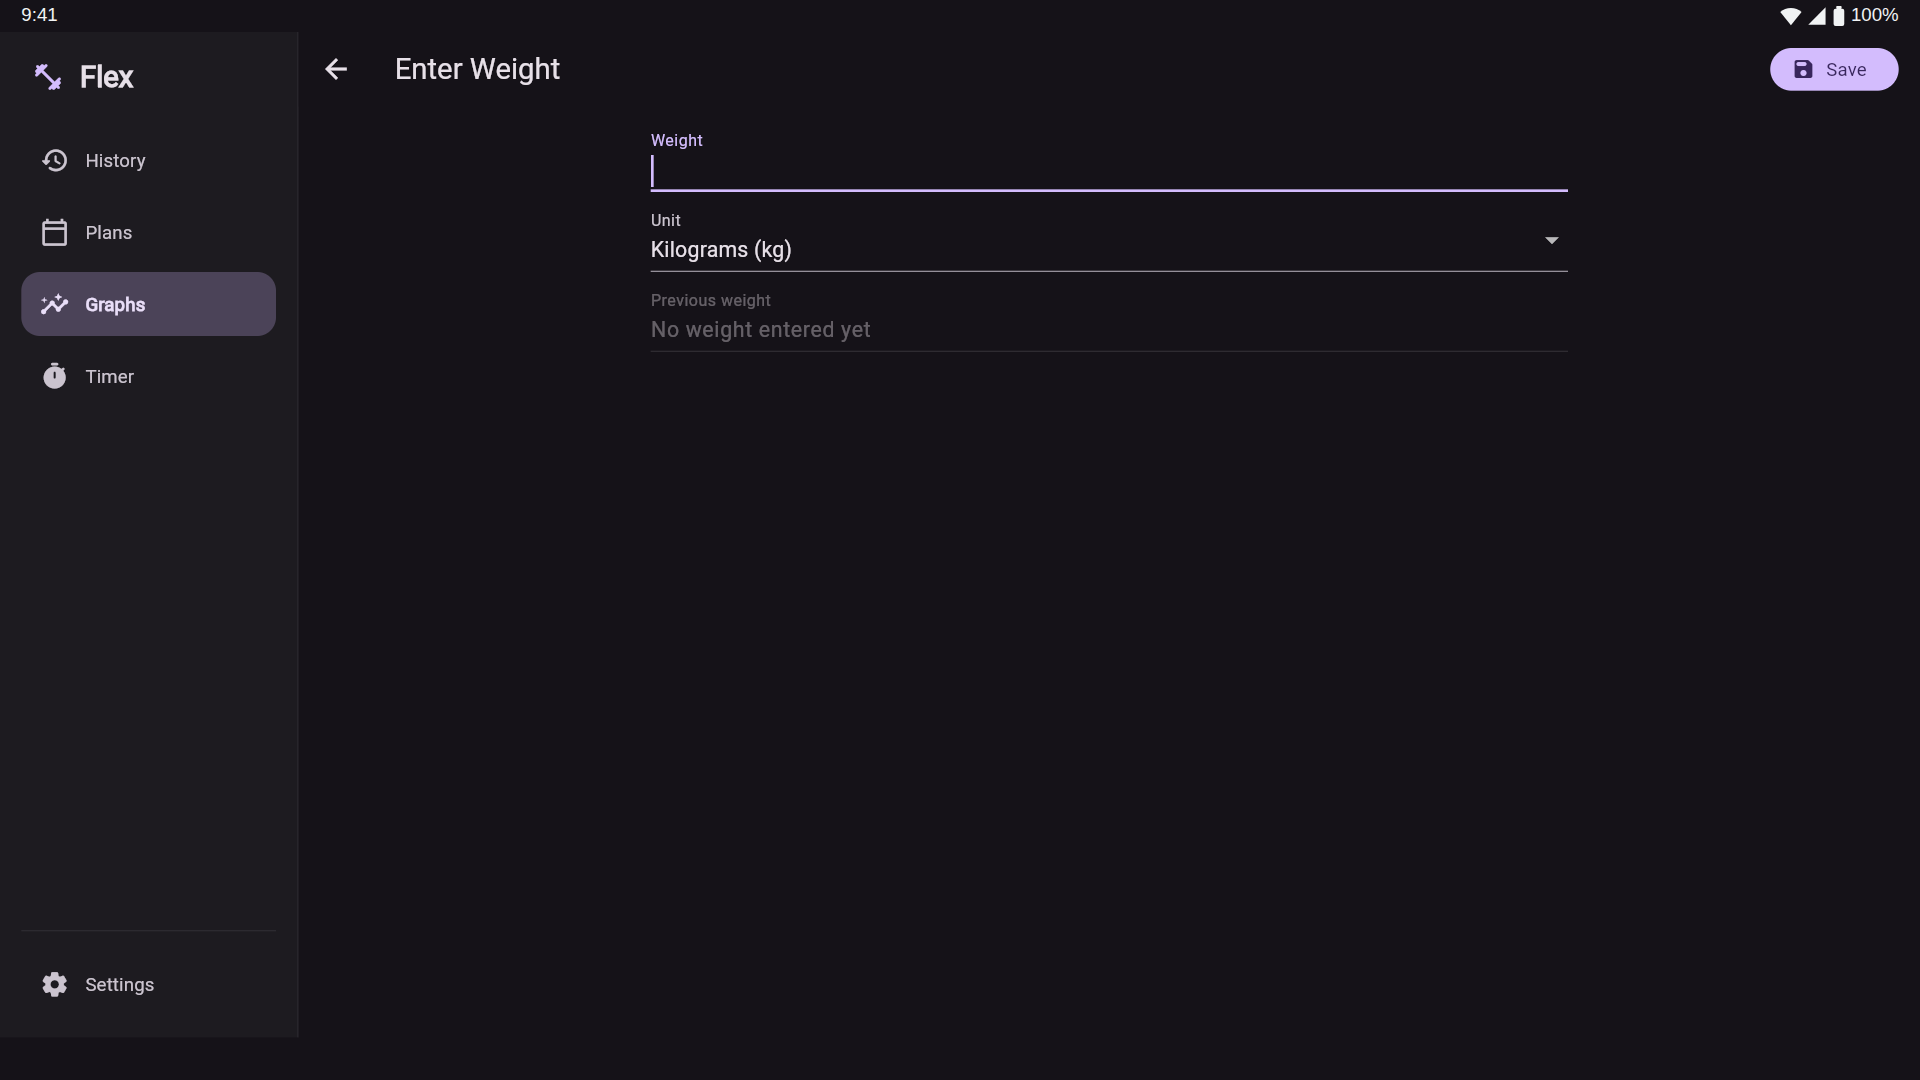 9:41
100%
Flex
Enter Weight
Save
History
Plans
Graphs
Timer
Weight
Unit
Kilograms (kg)
Previous weight
No weight entered yet
Settings